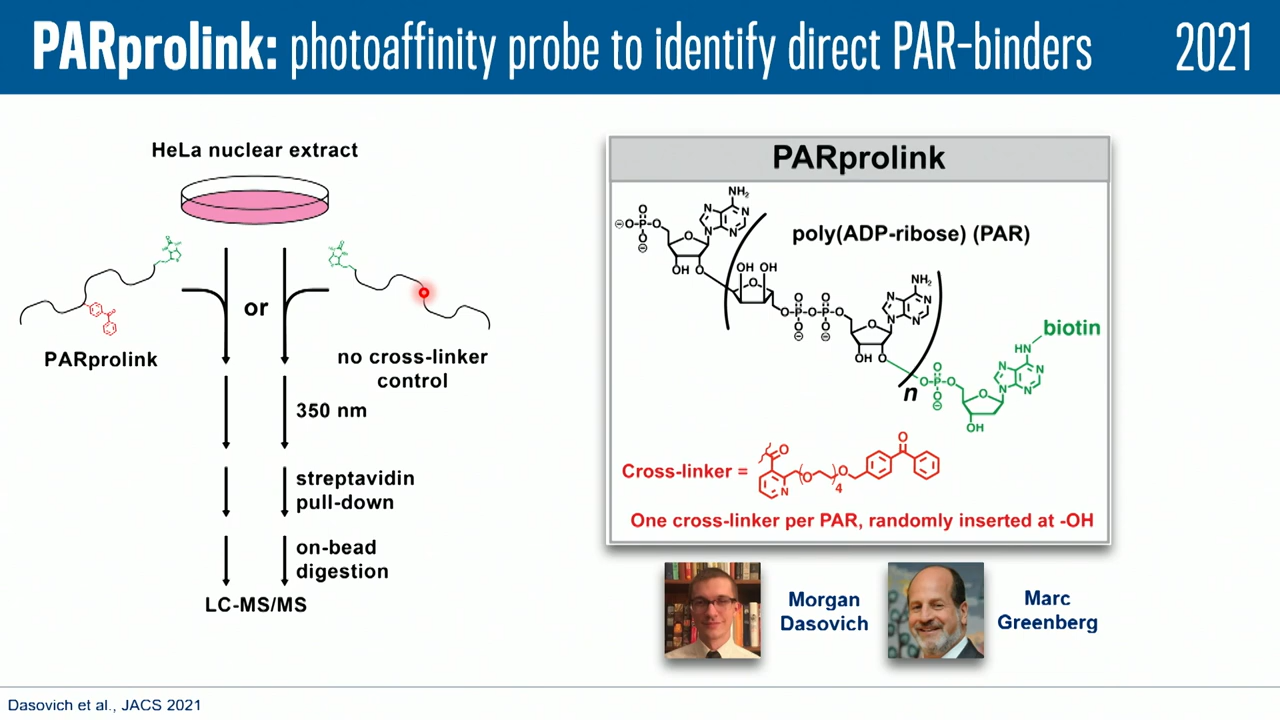 PARprolink: photoaffinity probe to identify direct PAR-binders
2021
HeLa nuclear extract
or
PARprolink
no cross-linker
control
350 nm
streptavidin
pull-down
on-bead
digestion
LC-MS/MS
PARprolink
poly(ADP-ribose) (PAR)
NH₂
N
N
N
N
O
O
P
O
O
⊖
⊖
O
OH
O
OH OH
O
O
P
O
P
O
O
O
⊖
⊖
NH₂
N
N
N
N
O
OH
O
n
biotin
HN
N
N
N
N
O
O
P
O
O
⊖
O
OH
Cross-linker =
O
N
O
4
O
O
One cross-linker per PAR, randomly inserted at -OH
Morgan
Dasovich
Marc
Greenberg
Dasovich et al., JACS 2021